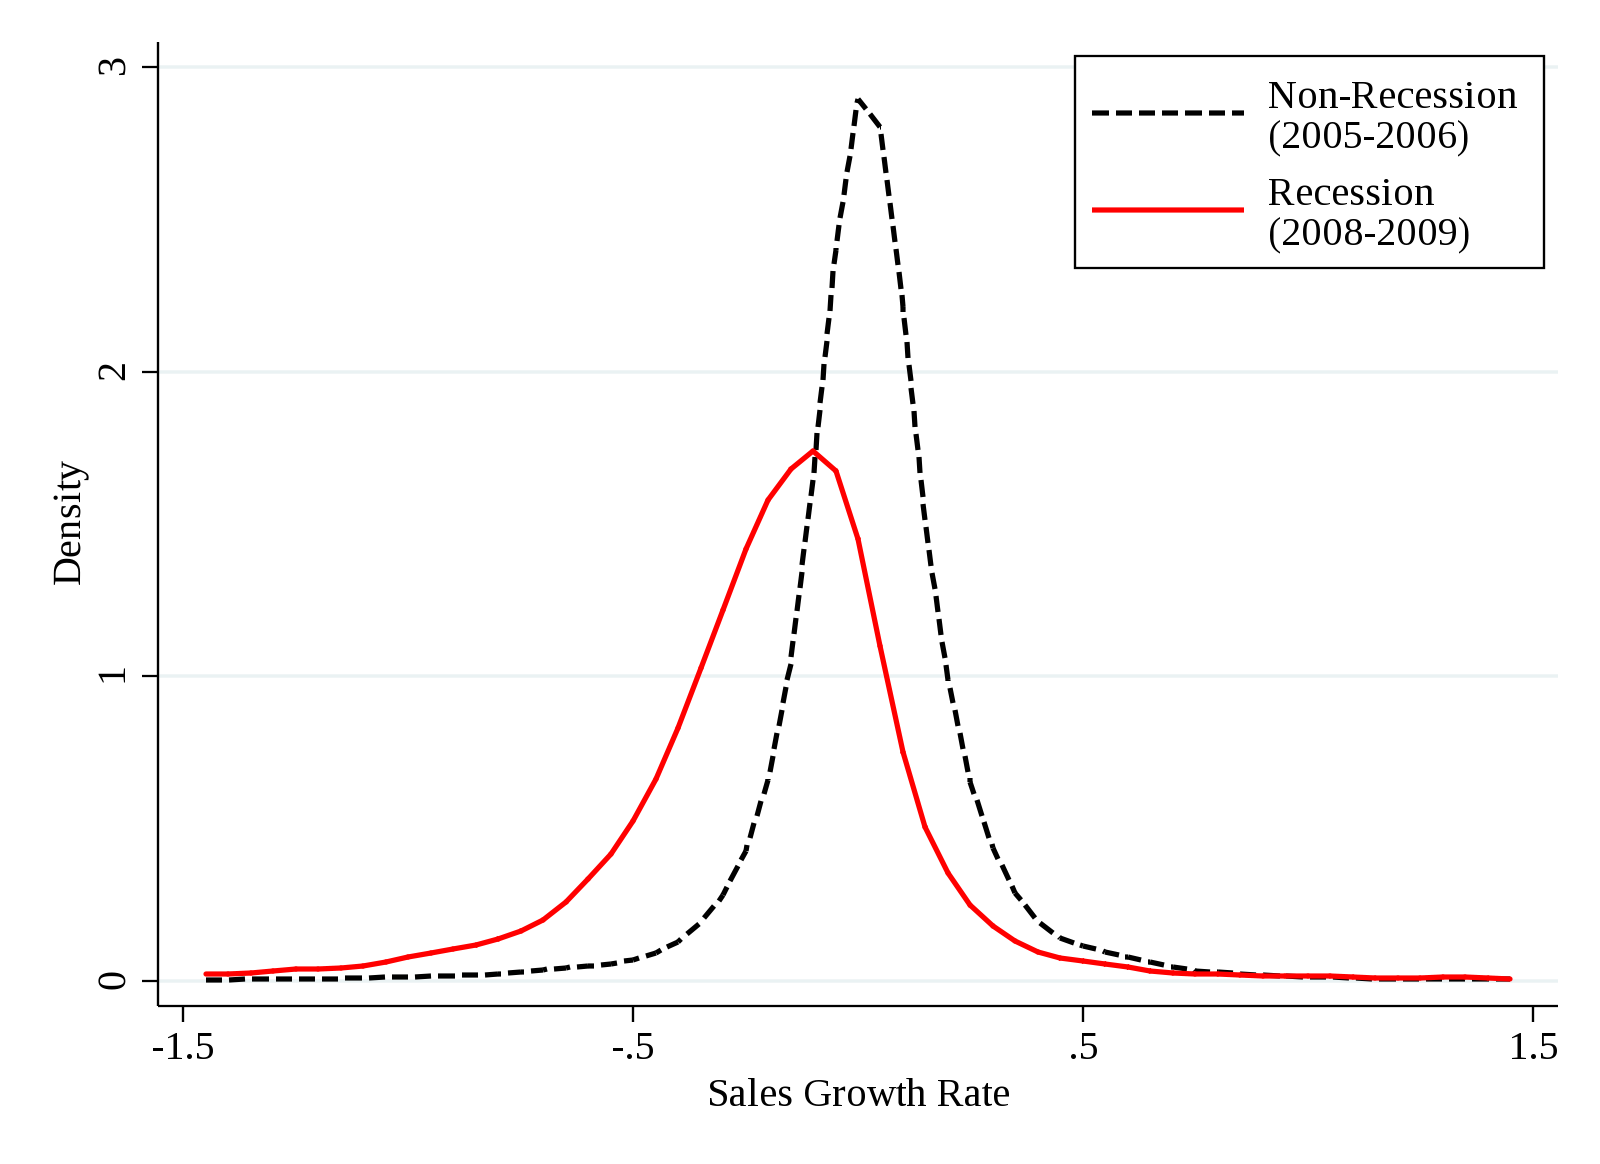 3
2
1
0
Density
-1.5
-.5
.5
1.5
Sales Growth Rate
Non-Recession
(2005-2006)
Recession
(2008-2009)